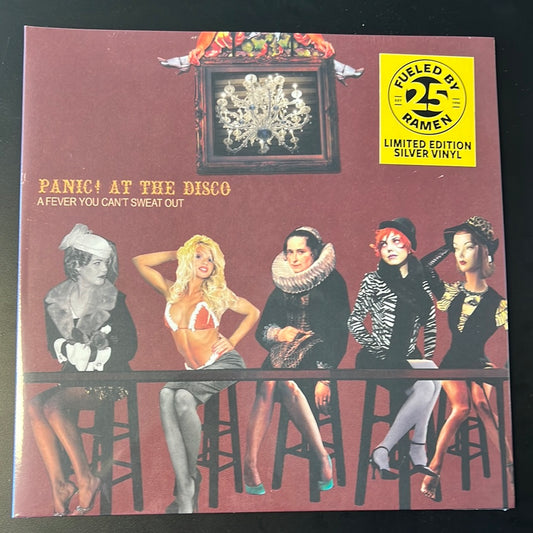 FUELED BY
25
RAMEN
LIMITED EDITION
SILVER VINYL
PANIC! AT THE DISCO
A FEVER YOU CAN'T SWEAT OUT